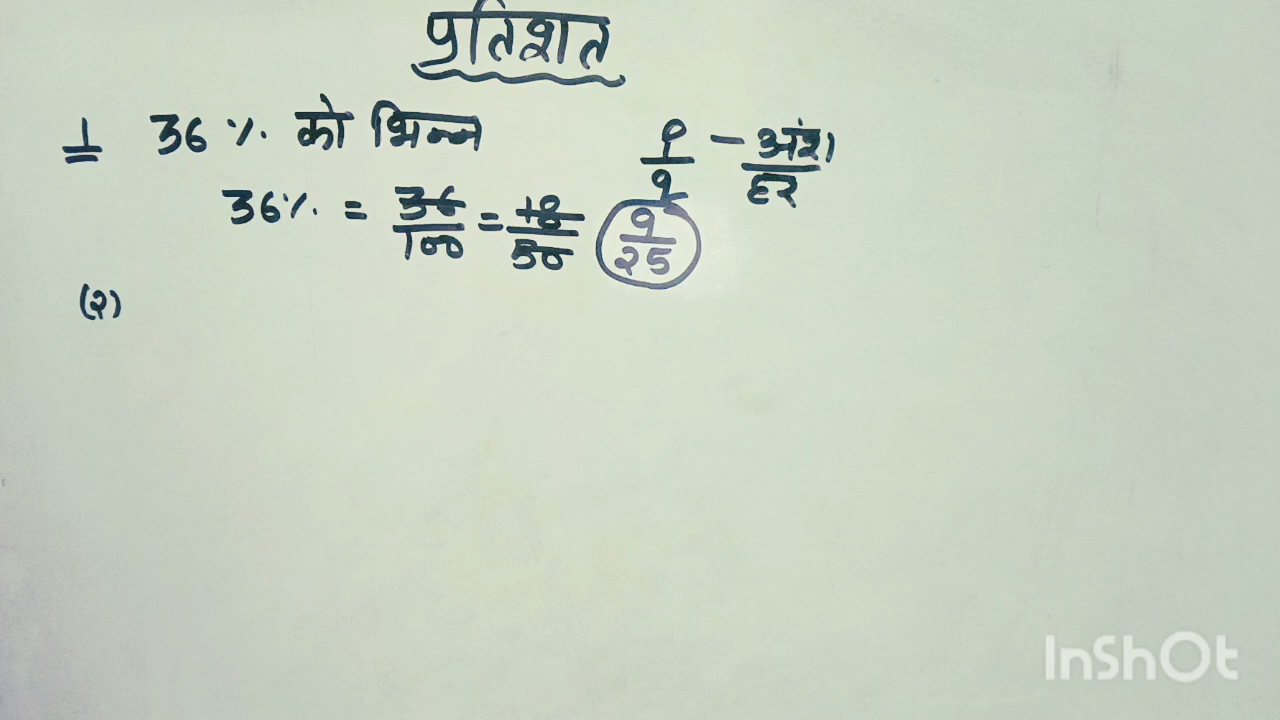 प्रतिशत
1 36% को भिन्न
p/q - अंश/हर
36% = 36/100 = 18/50 9/25
(2)
InShOt